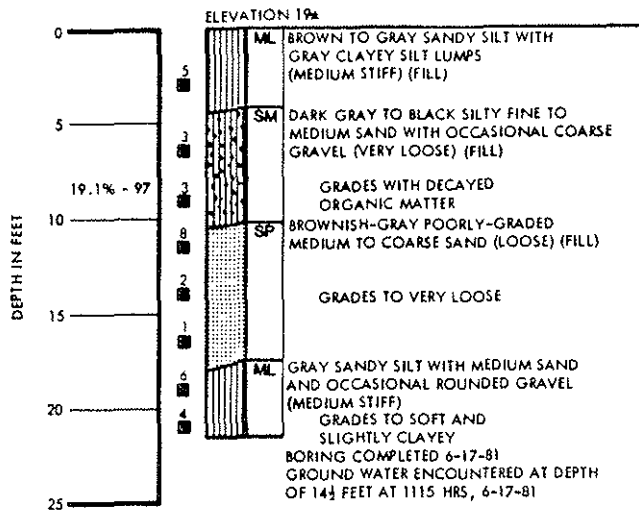 ELEVATION 19±
0
ML BROWN TO GRAY SANDY SILT WITH
GRAY CLAYEY SILT LUMPS
(MEDIUM STIFF) (FILL)
5
5
SM DARK GRAY TO BLACK SILTY FINE TO
MEDIUM SAND WITH OCCASIONAL COARSE
GRAVEL (VERY LOOSE) (FILL)
3
19.1% - 97
3
GRADES WITH DECAYED
ORGANIC MATTER
10
SP BROWNISH-GRAY POORLY-GRADED
MEDIUM TO COARSE SAND (LOOSE) (FILL)
8
DEPTH IN FEET
2
GRADES TO VERY LOOSE
15
1
ML GRAY SANDY SILT WITH MEDIUM SAND
AND OCCASIONAL ROUNDED GRAVEL
(MEDIUM STIFF)
6
20
4
GRADES TO SOFT AND
SLIGHTLY CLAYEY
BORING COMPLETED 6-17-81
GROUND WATER ENCOUNTERED AT DEPTH
OF 14½ FEET AT 1115 HRS, 6-17-81
25